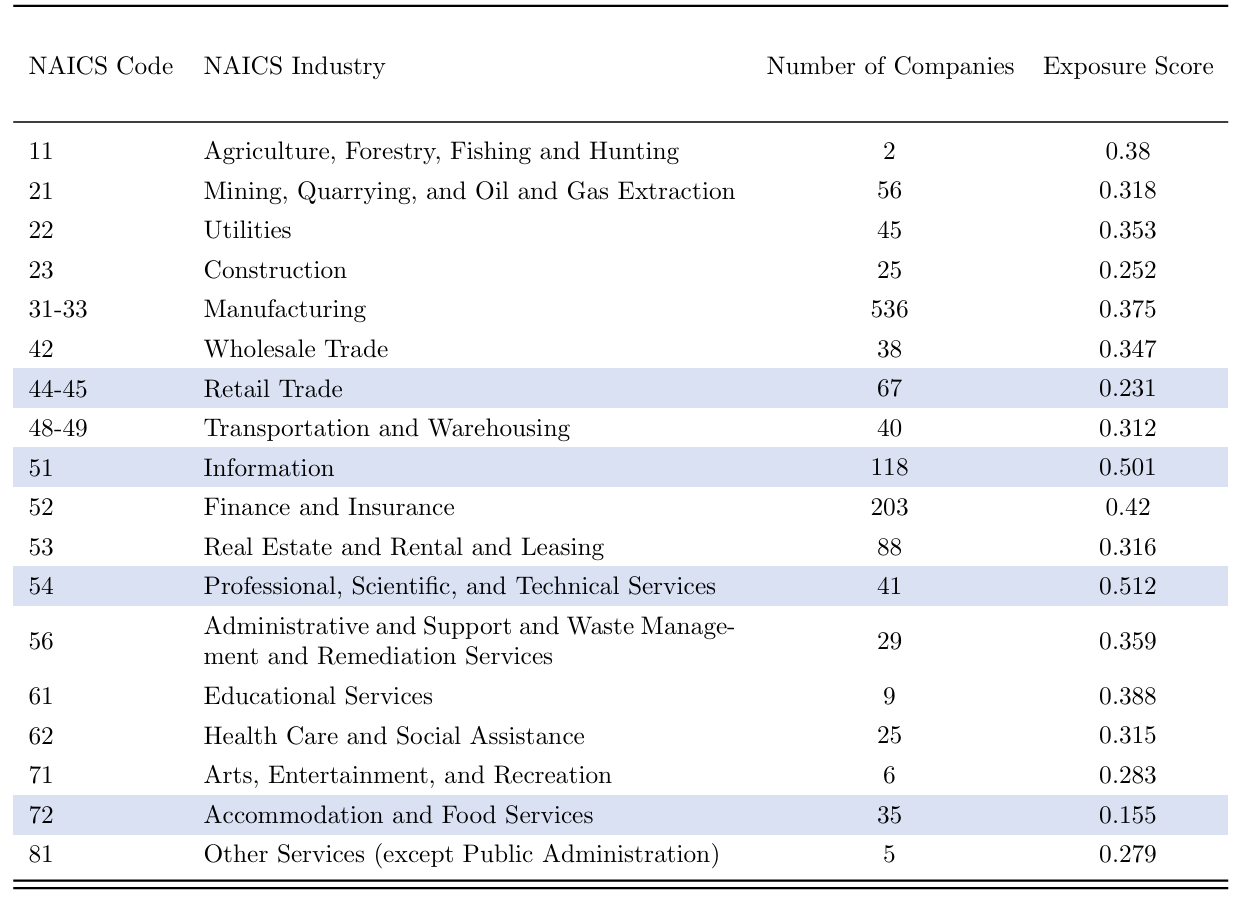 NAICS Code NAICS Industry Number of Companies Exposure Score
11 Agriculture, Forestry, Fishing and Hunting 2 0.38
21 Mining, Quarrying, and Oil and Gas Extraction 56 0.318
22 Utilities 45 0.353
23 Construction 25 0.252
31-33 Manufacturing 536 0.375
42 Wholesale Trade 38 0.347
44-45 Retail Trade 67 0.231
48-49 Transportation and Warehousing 40 0.312
51 Information 118 0.501
52 Finance and Insurance 203 0.42
53 Real Estate and Rental and Leasing 88 0.316
54 Professional, Scientific, and Technical Services 41 0.512
56 Administrative and Support and Waste Manage-
ment and Remediation Services 29 0.359
61 Educational Services 9 0.388
62 Health Care and Social Assistance 25 0.315
71 Arts, Entertainment, and Recreation 6 0.283
72 Accommodation and Food Services 35 0.155
81 Other Services (except Public Administration) 5 0.279